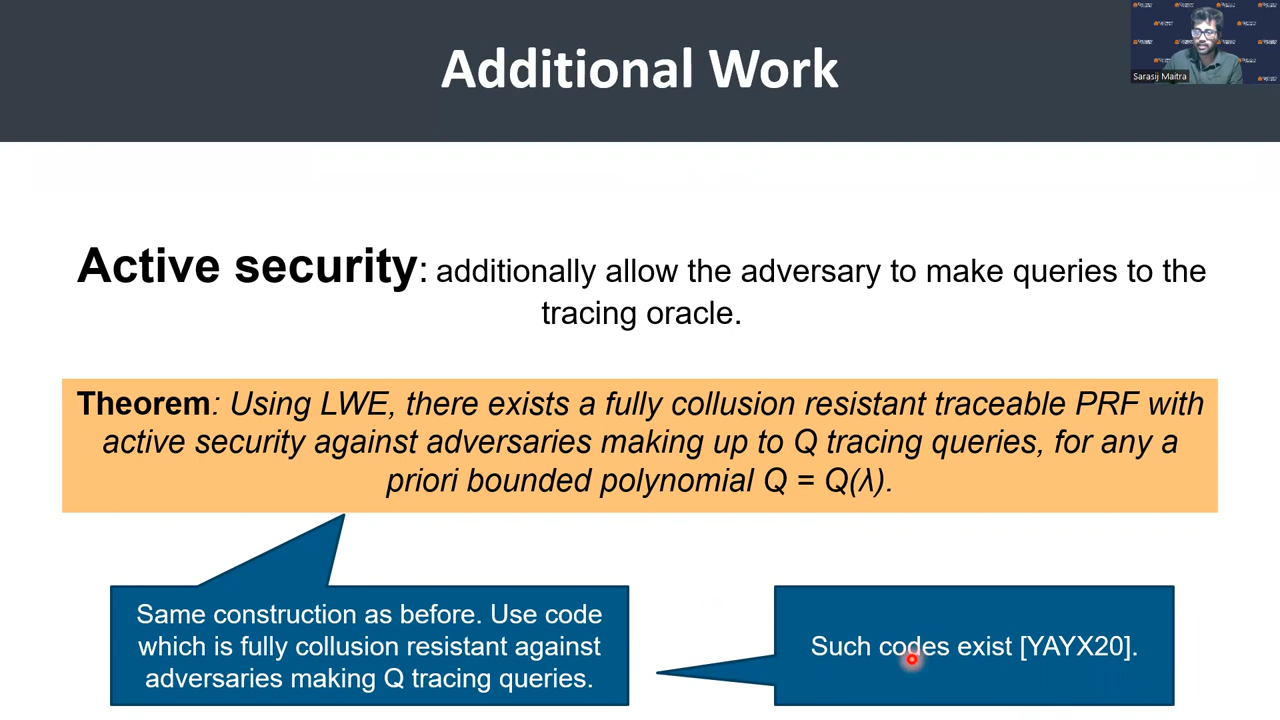 Additional Work
Sarasij Maitra
Active security: additionally allow the adversary to make queries to the
tracing oracle.
Theorem: Using LWE, there exists a fully collusion resistant traceable PRF with
active security against adversaries making up to Q tracing queries, for any a
priori bounded polynomial Q = Q(λ).
Same construction as before. Use code
which is fully collusion resistant against
adversaries making Q tracing queries.
Such codes exist [YAYX20].